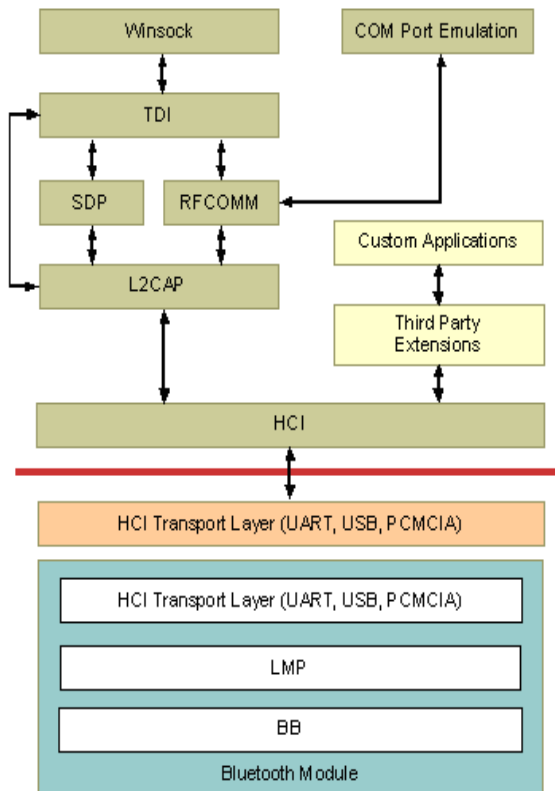 Winsock
COM Port Emulation
TDI
SDP
RFCOMM
Custom Applications
L2CAP
Third Party
Extensions
HCI
HCI Transport Layer (UART, USB, PCMCIA)
HCI Transport Layer (UART, USB, PCMCIA)
LMP
BB
Bluetooth Module